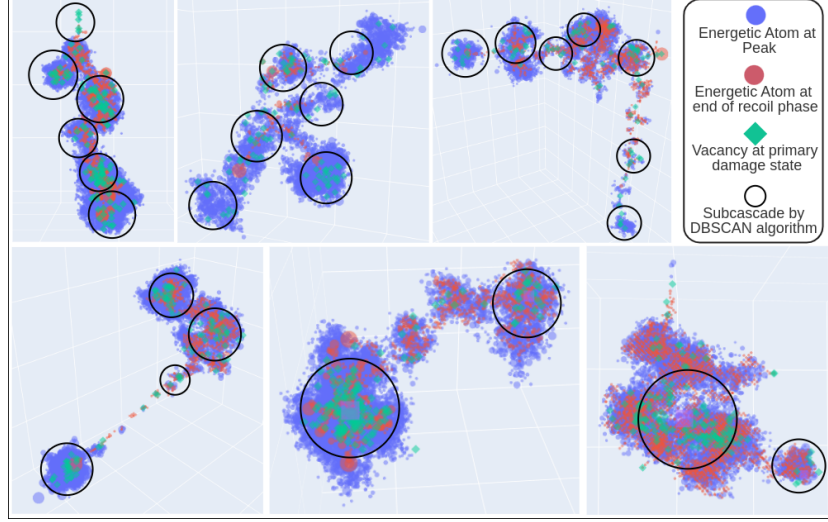 Energetic Atom at
Peak
Energetic Atom at
end of recoil phase
Vacancy at primary
damage state
Subcascade by
DBSCAN algorithm